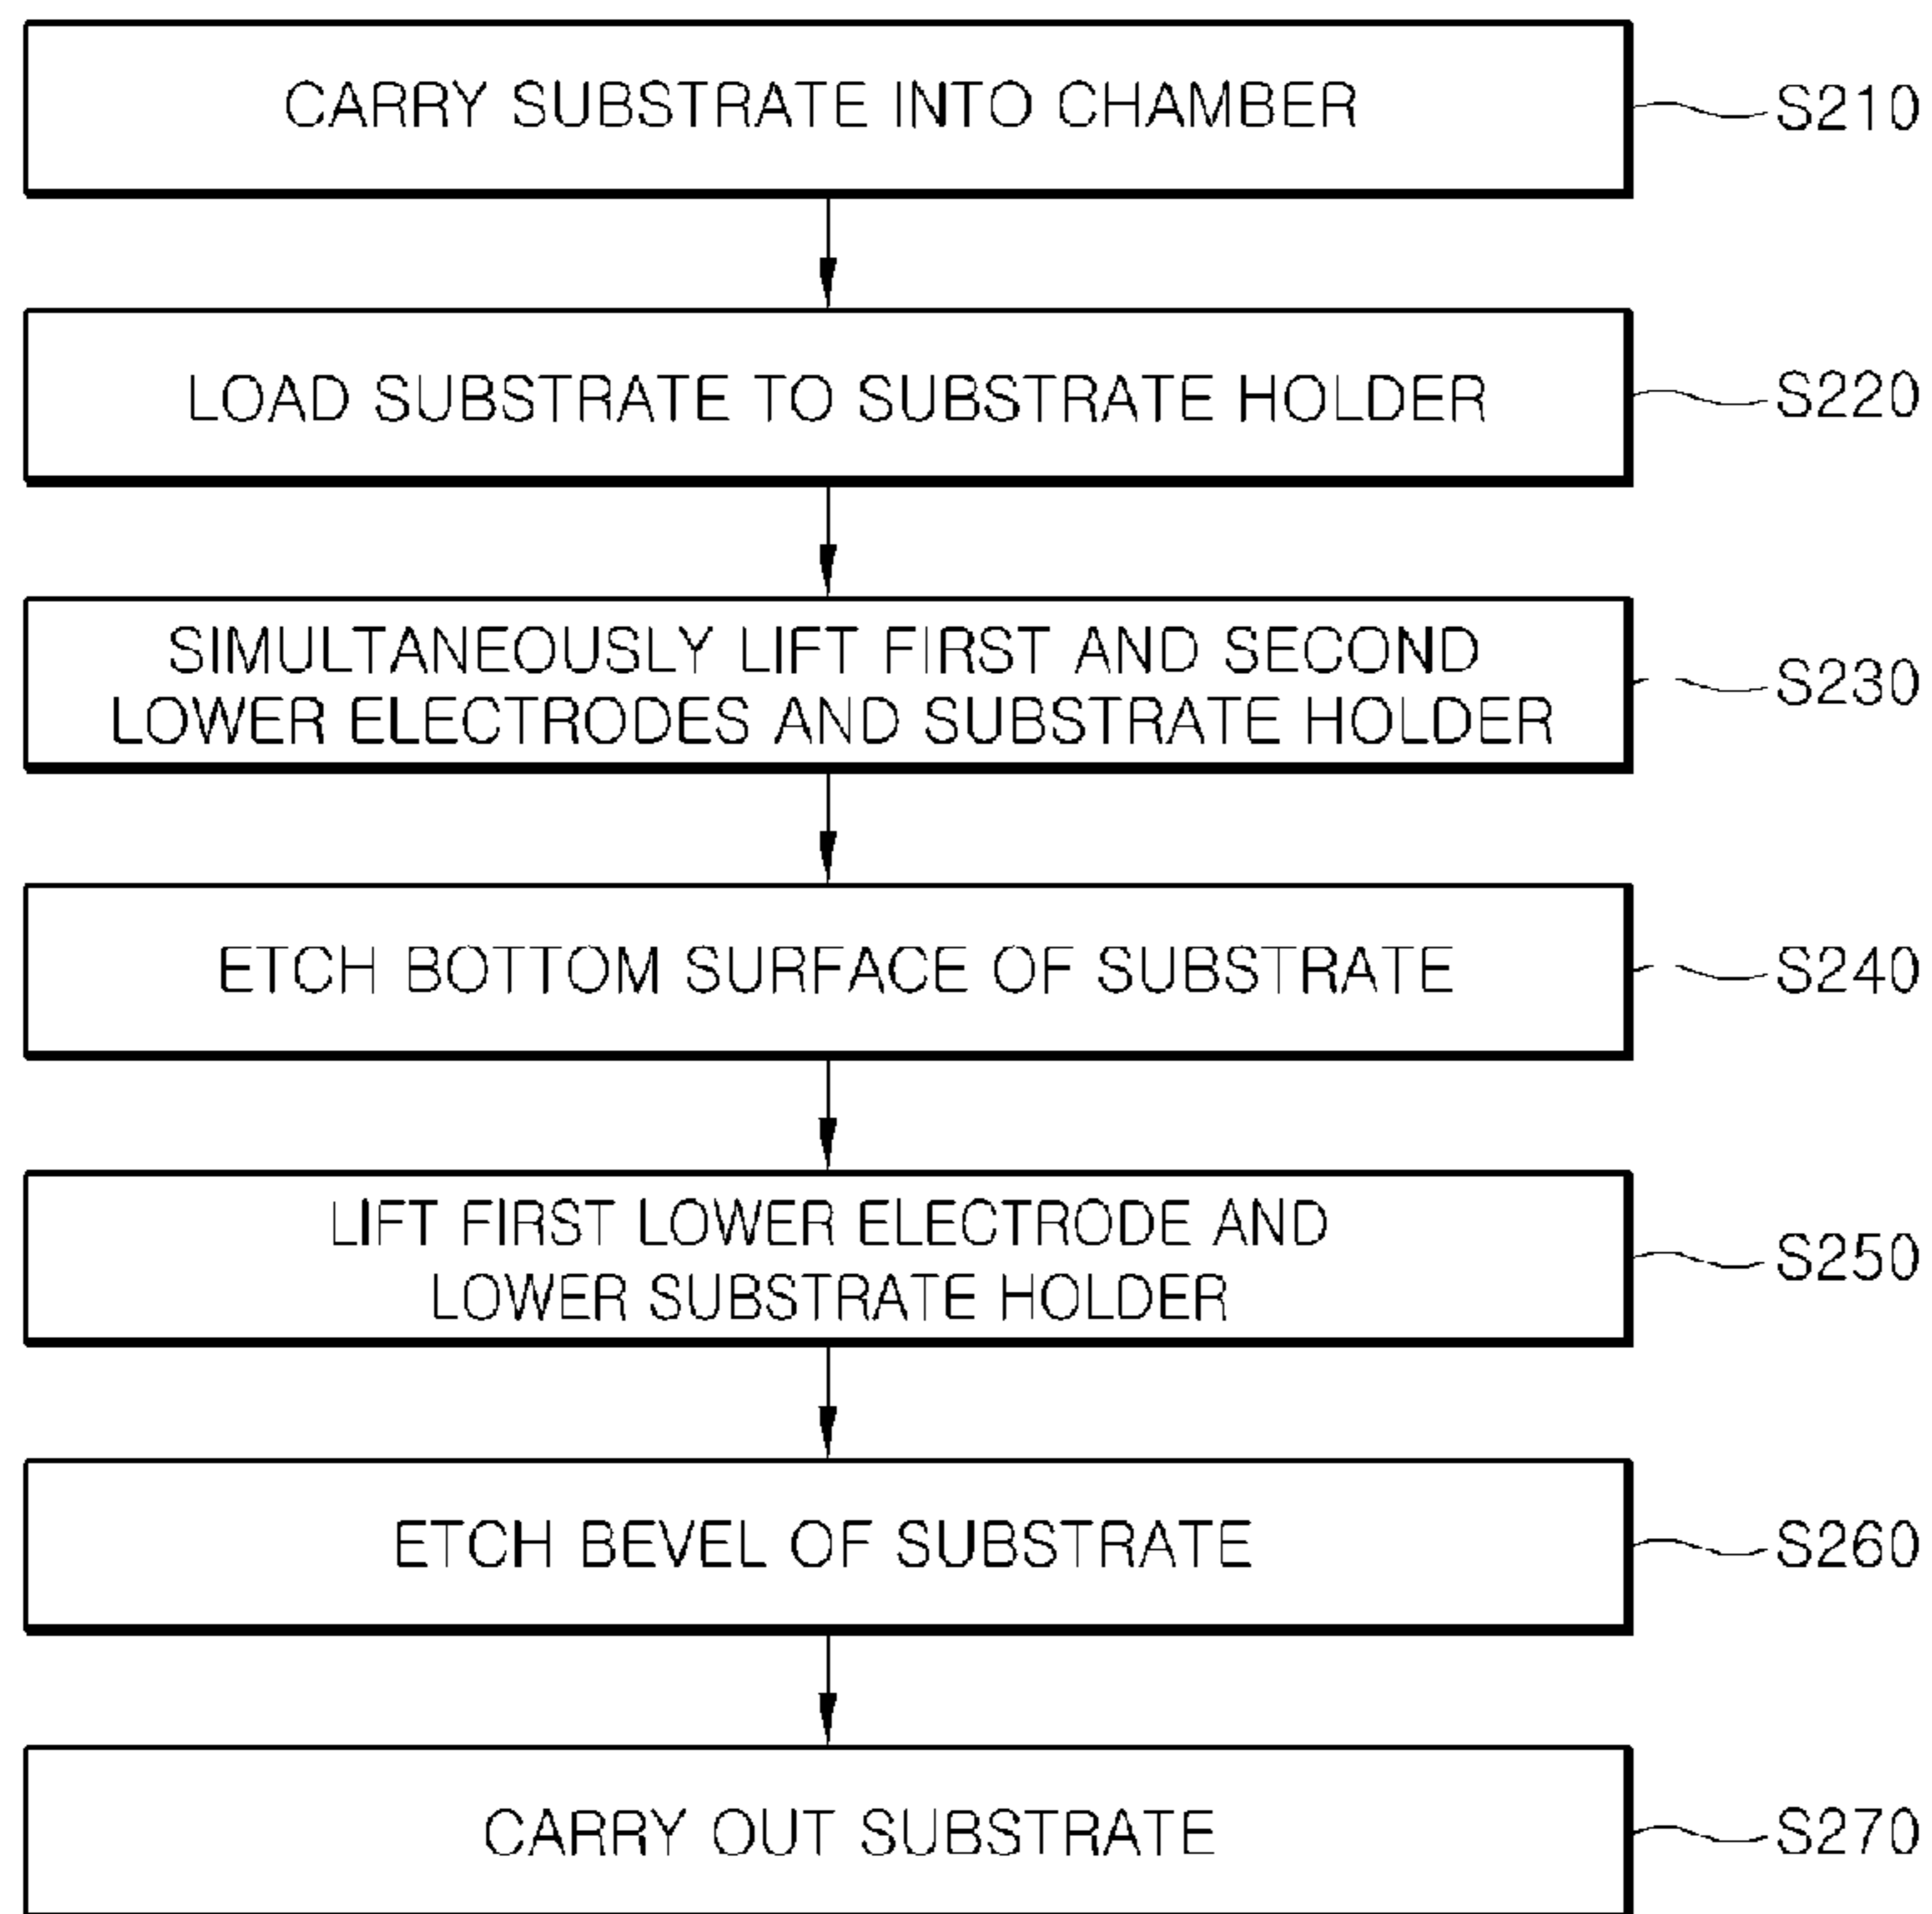 CARRY SUBSTRATE INTO CHAMBER
S210
LOAD SUBSTRATE TO SUBSTRATE HOLDER
S220
SIMULTANEOUSLY LIFT FIRST AND SECOND
LOWER ELECTRODES AND SUBSTRATE HOLDER
S230
ETCH BOTTOM SURFACE OF SUBSTRATE
S240
LIFT FIRST LOWER ELECTRODE AND
LOWER SUBSTRATE HOLDER
S250
ETCH BEVEL OF SUBSTRATE
S260
CARRY OUT SUBSTRATE
S270